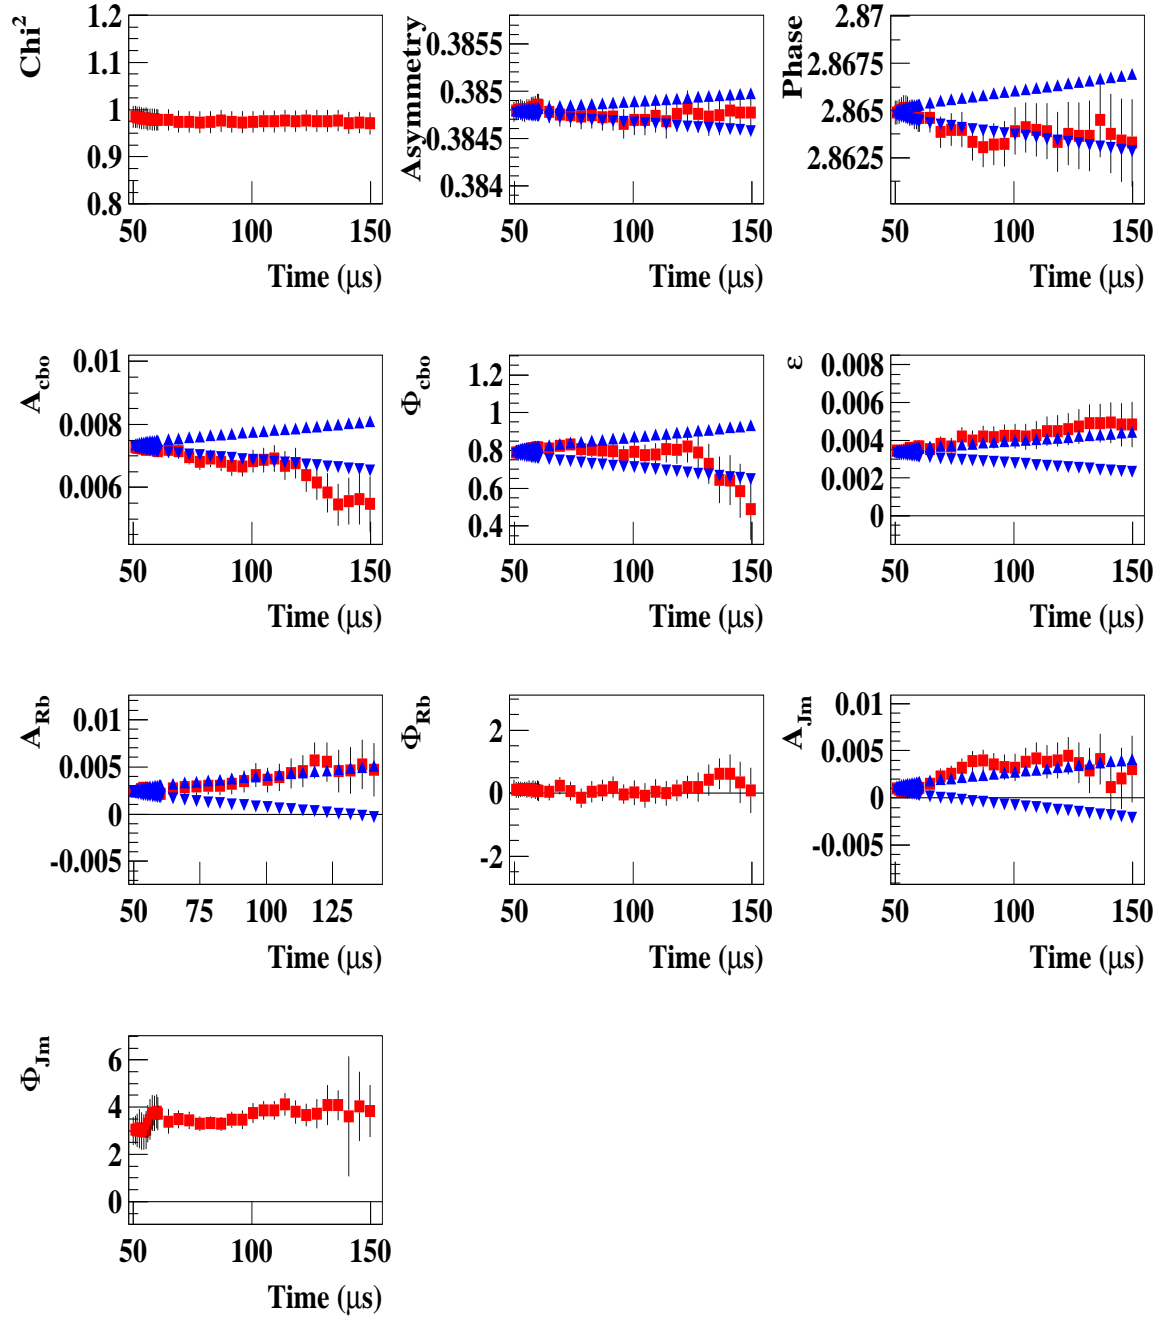 Chi²
1.2
1.1
1
0.9
0.8
50 100 150
Time (μs)
Asymmetry
0.3855
0.385
0.3845
0.384
50 100 150
Time (μs)
Phase
2.87
2.8675
2.865
2.8625
50 100 150
Time (μs)
A_cbo
0.01
0.008
0.006
50 100 150
Time (μs)
Φ_cbo
1.2
1
0.8
0.6
0.4
50 100 150
Time (μs)
ε
0.008
0.006
0.004
0.002
0
50 100 150
Time (μs)
A_Rb
0.01
0.005
0
-0.005
50 75 100 125
Time (μs)
Φ_Rb
2
0
-2
50 100 150
Time (μs)
A_Jm
0.01
0.005
0
-0.005
50 100 150
Time (μs)
Φ_Jm
6
4
2
0
50 100 150
Time (μs)